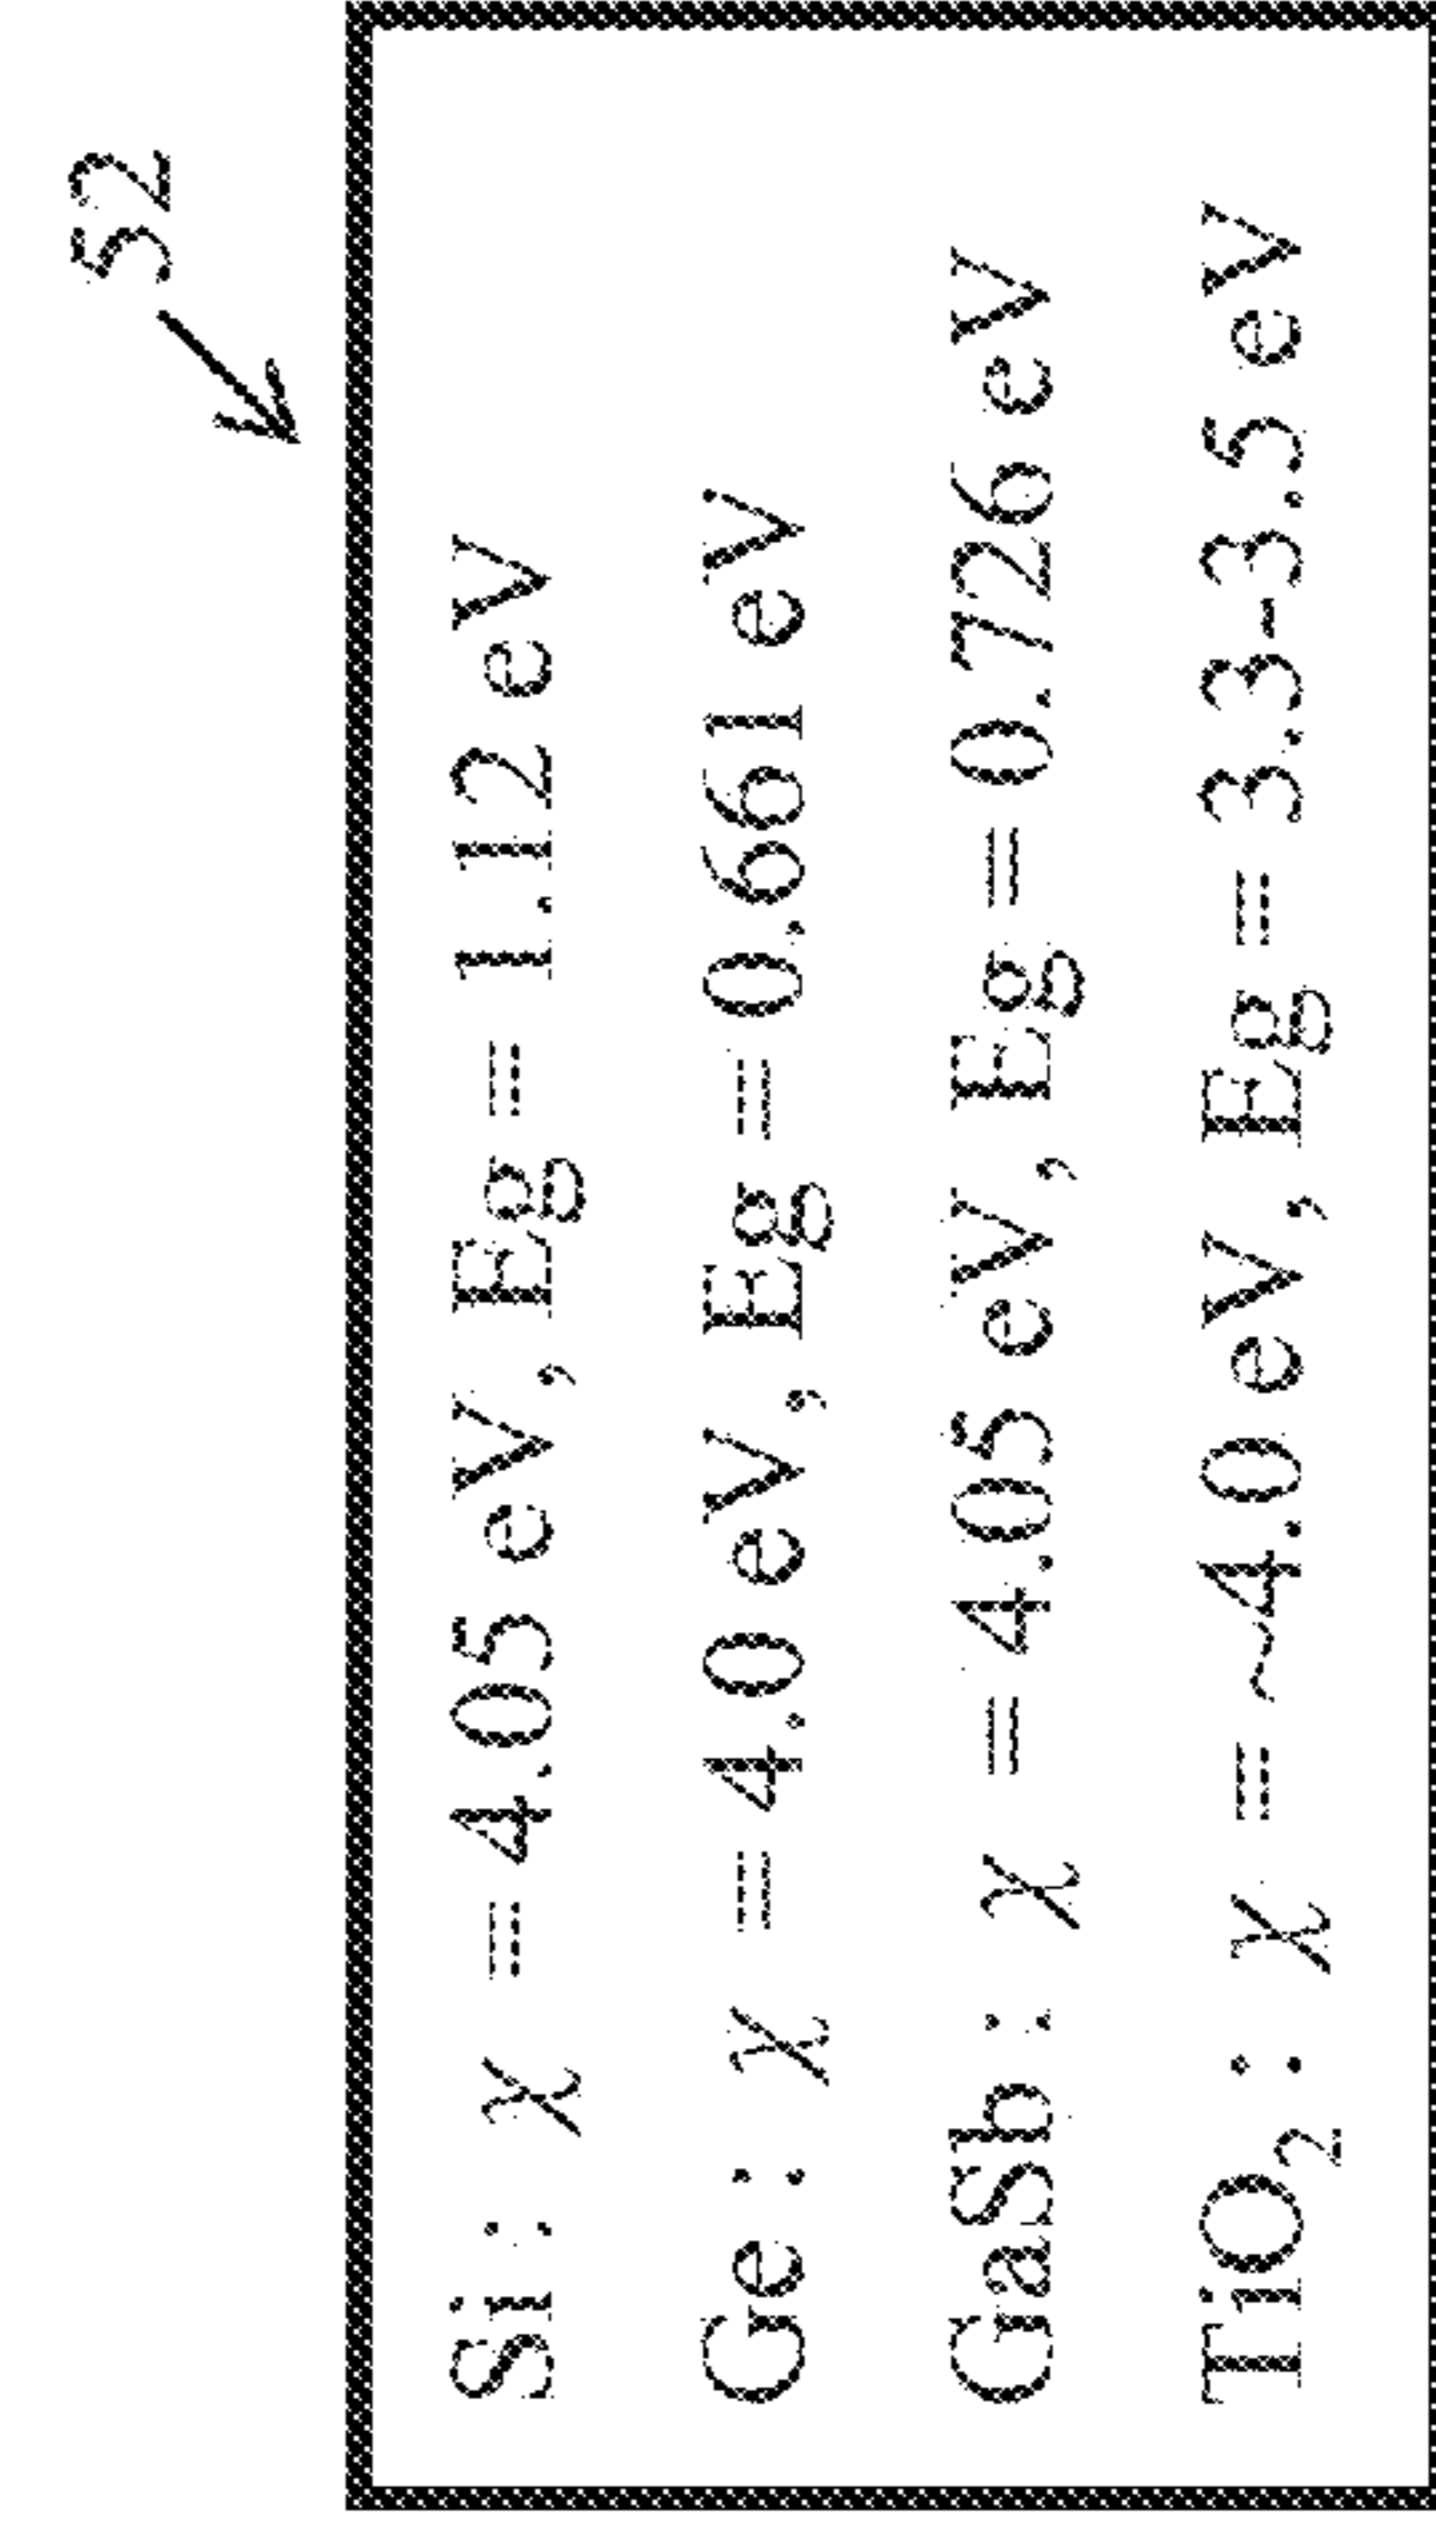 52
Si: χ = 4.05 eV, Eg = 1.12 eV
Ge: χ = 4.0 eV, Eg = 0.661 eV
GaSb: χ = 4.05 eV, Eg = 0.726 eV
TiO₂: χ = ~4.0 eV, Eg = 3.3-3.5 eV